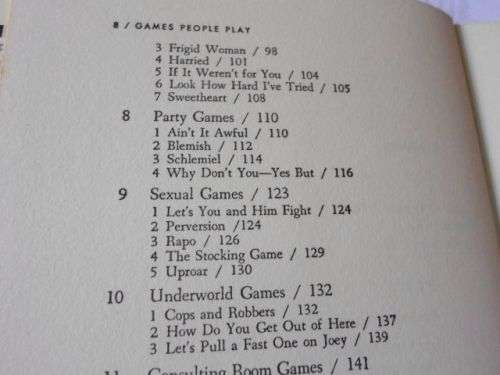 8 / GAMES PEOPLE PLAY
3 Frigid Woman / 98
4 Harried / 101
5 If It Weren't for You / 104
6 Look How Hard I've Tried / 105
7 Sweetheart / 108
8 Party Games / 110
1 Ain't It Awful / 110
2 Blemish / 112
3 Schlemiel / 114
4 Why Don't You—Yes But / 116
9 Sexual Games / 123
1 Let's You and Him Fight / 124
2 Perversion /124
3 Rapo / 126
4 The Stocking Game / 129
5 Uproar / 130
10 Underworld Games / 132
1 Cops and Robbers / 132
2 How Do You Get Out of Here / 137
3 Let's Pull a Fast One on Joey / 139
11 Consulting Room Games / 141